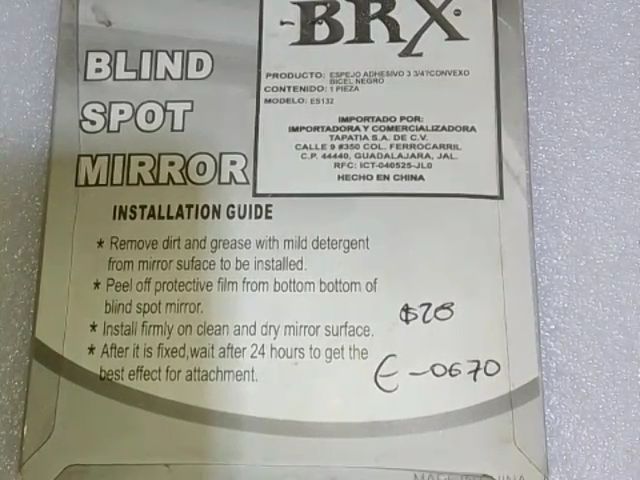 BRX
BLIND
SPOT
MIRROR
PRODUCTO: ESPEJO ADHESIVO 3 3/4?CONVEXO
BICEL NEGRO
CONTENIDO: 1 PIEZA
MODELO: ES132
IMPORTADO POR:
IMPORTADORA Y COMERCIALIZADORA
TAPATIA S.A. DE C.V.
CALLE 9 #350 COL. FERROCARRIL
C.P. 44440, GUADALAJARA, JAL.
RFC: ICT-040525-JL0
HECHO EN CHINA
INSTALLATION GUIDE
* Remove dirt and grease with mild detergent
from mirror suface to be installed.
* Peel off protective film from bottom bottom of
blind spot mirror.
* Install firmly on clean and dry mirror surface.
* After it is fixed,wait after 24 hours to get the
best effect for attachment.
$28
E-0670
MADE IN CHINA